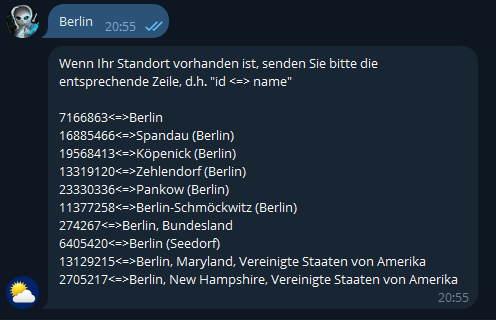 Berlin
20:55
Wenn Ihr Standort vorhanden ist, senden Sie bitte die
entsprechende Zeile, d.h. "id <=> name"
7166863<=>Berlin
16885466<=>Spandau (Berlin)
19568413<=>Köpenick (Berlin)
13319120<=>Zehlendorf (Berlin)
23330336<=>Pankow (Berlin)
11377258<=>Berlin-Schmöckwitz (Berlin)
274267<=>Berlin, Bundesland
6405420<=>Berlin (Seedorf)
13129215<=>Berlin, Maryland, Vereinigte Staaten von Amerika
2705217<=>Berlin, New Hampshire, Vereinigte Staaten von Amerika
20:55